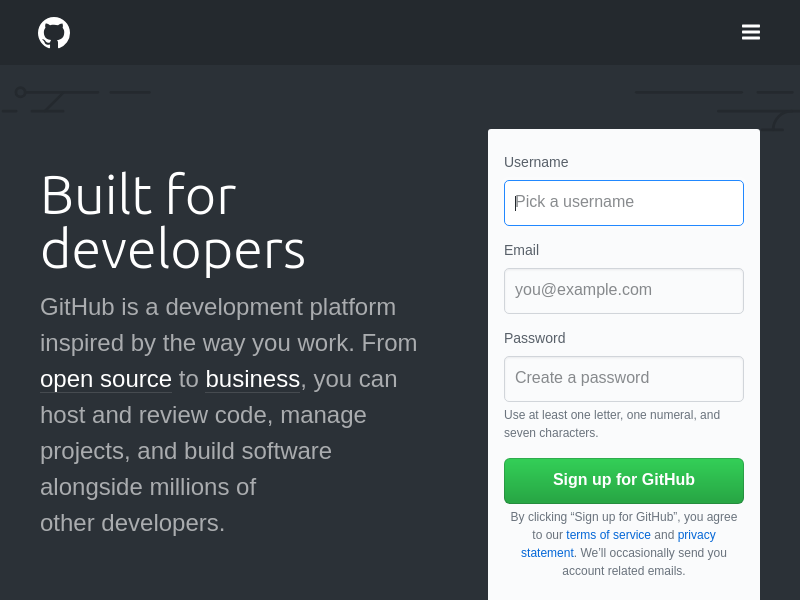 Built for
developers
GitHub is a development platform
inspired by the way you work. From
open source to business, you can
host and review code, manage
projects, and build software
alongside millions of
other developers.
Username
Pick a username
Email
you@example.com
Password
Create a password
Use at least one letter, one numeral, and
seven characters.
Sign up for GitHub
By clicking “Sign up for GitHub”, you agree
to our terms of service and privacy
statement. We’ll occasionally send you
account related emails.